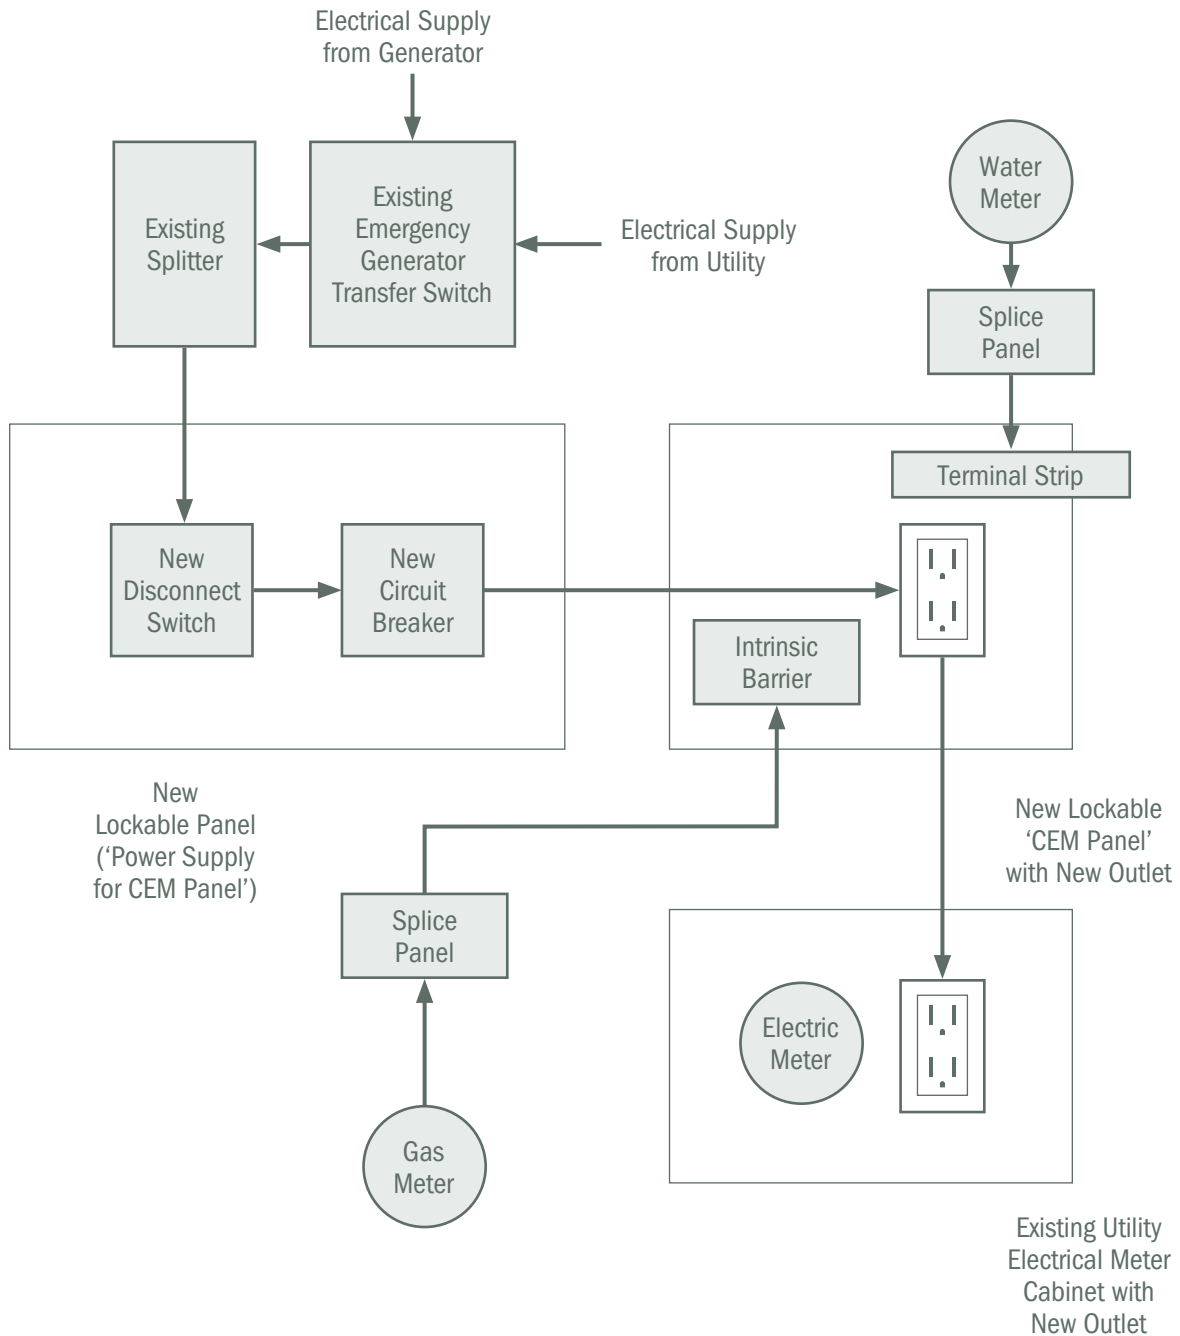 Electrical Supply
from Generator
Existing
Splitter
Existing
Emergency
Generator
Transfer Switch
Electrical Supply
from Utility
Water
Meter
Splice
Panel
Terminal Strip
New
Disconnect
Switch
New
Circuit
Breaker
Intrinsic
Barrier
New
Lockable Panel
(‘Power Supply
for CEM Panel’)
New Lockable
‘CEM Panel’
with New Outlet
Splice
Panel
Electric
Meter
Gas
Meter
Existing Utility
Electrical Meter
Cabinet with
New Outlet